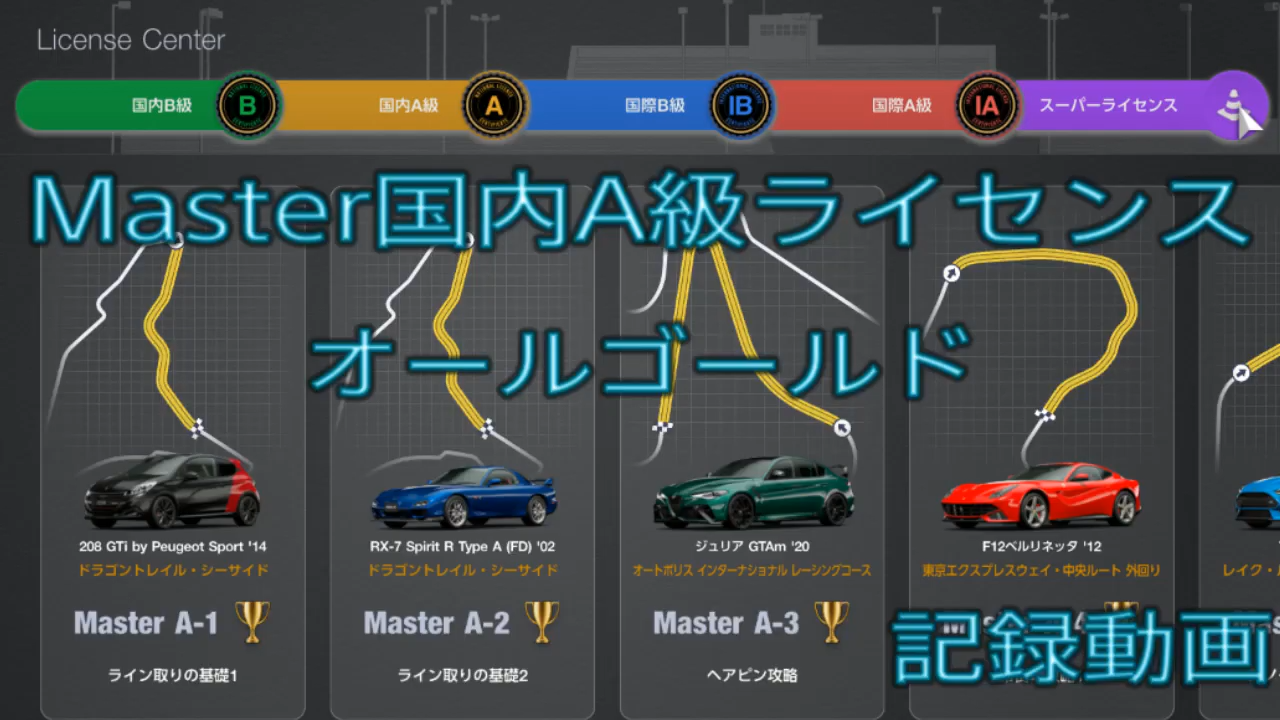 License Center
国内B級 B 国内A級 A 国際B級 IB 国際A級 IA スーパーライセンス
Master国内A級ライセンス
オールゴールド
208 GTi by Peugeot Sport '14
ドラゴントレイル・シーサイド
Master A-1
ライン取りの基礎1
RX-7 Spirit R Type A (FD) '02
ドラゴントレイル・シーサイド
Master A-2
ライン取りの基礎2
ジュリア GTAm '20
オートポリス インターナショナル レーシングコース
Master A-3
ヘアピン攻略
F12ベルリネッタ '12
東京エクスプレスウェイ・中央ルート 外回り
レイク・
記録動画